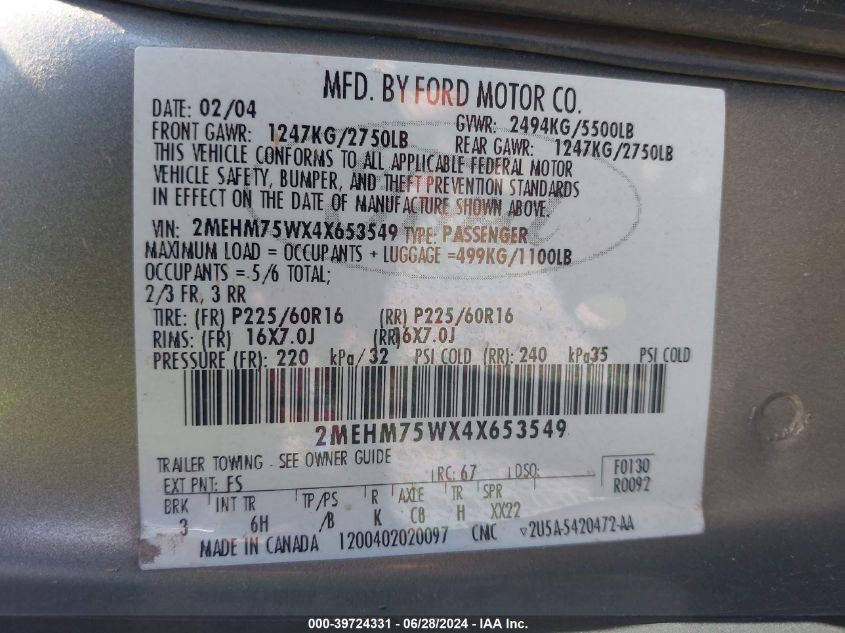 MFD. BY FORD MOTOR CO.
DATE: 02/04 GVWR: 2494KG/5500LB
FRONT GAWR: 1247KG/2750LB REAR GAWR: 1247KG/2750LB
THIS VEHICLE CONFORMS TO ALL APPLICABLE FEDERAL MOTOR
VEHICLE SAFETY, BUMPER, AND THEFT PREVENTION STANDARDS
IN EFFECT ON THE DATE OF MANUFACTURE SHOWN ABOVE.
VIN: 2MEHM75WX4X653549 TYPE: PASSENGER
MAXIMUM LOAD = OCCUPANTS + LUGGAGE =499KG/1100LB
OCCUPANTS = 5/6 TOTAL;
2/3 FR, 3 RR
TIRE: (FR) P225/60R16 (RR) P225/60R16
RIMS: (FR) 16X7.0J (RR)16X7.0J
PRESSURE (FR): 220 kPa/ 32 PSI COLD (RR): 240 kPa35 PSI COLD
2MEHM75WX4X653549
TRAILER TOWING - SEE OWNER GUIDE
EXT PNT: FS RC: 67 DSO: F0130
R0092
BRK INT TR TP/PS R AXLE TR SPR
3 6H /B K C8 H XX22
MADE IN CANADA 1200402020097 CMC ▽2U5A-5420472-AA
000-39724331 - 06/28/2024 - IAA Inc.